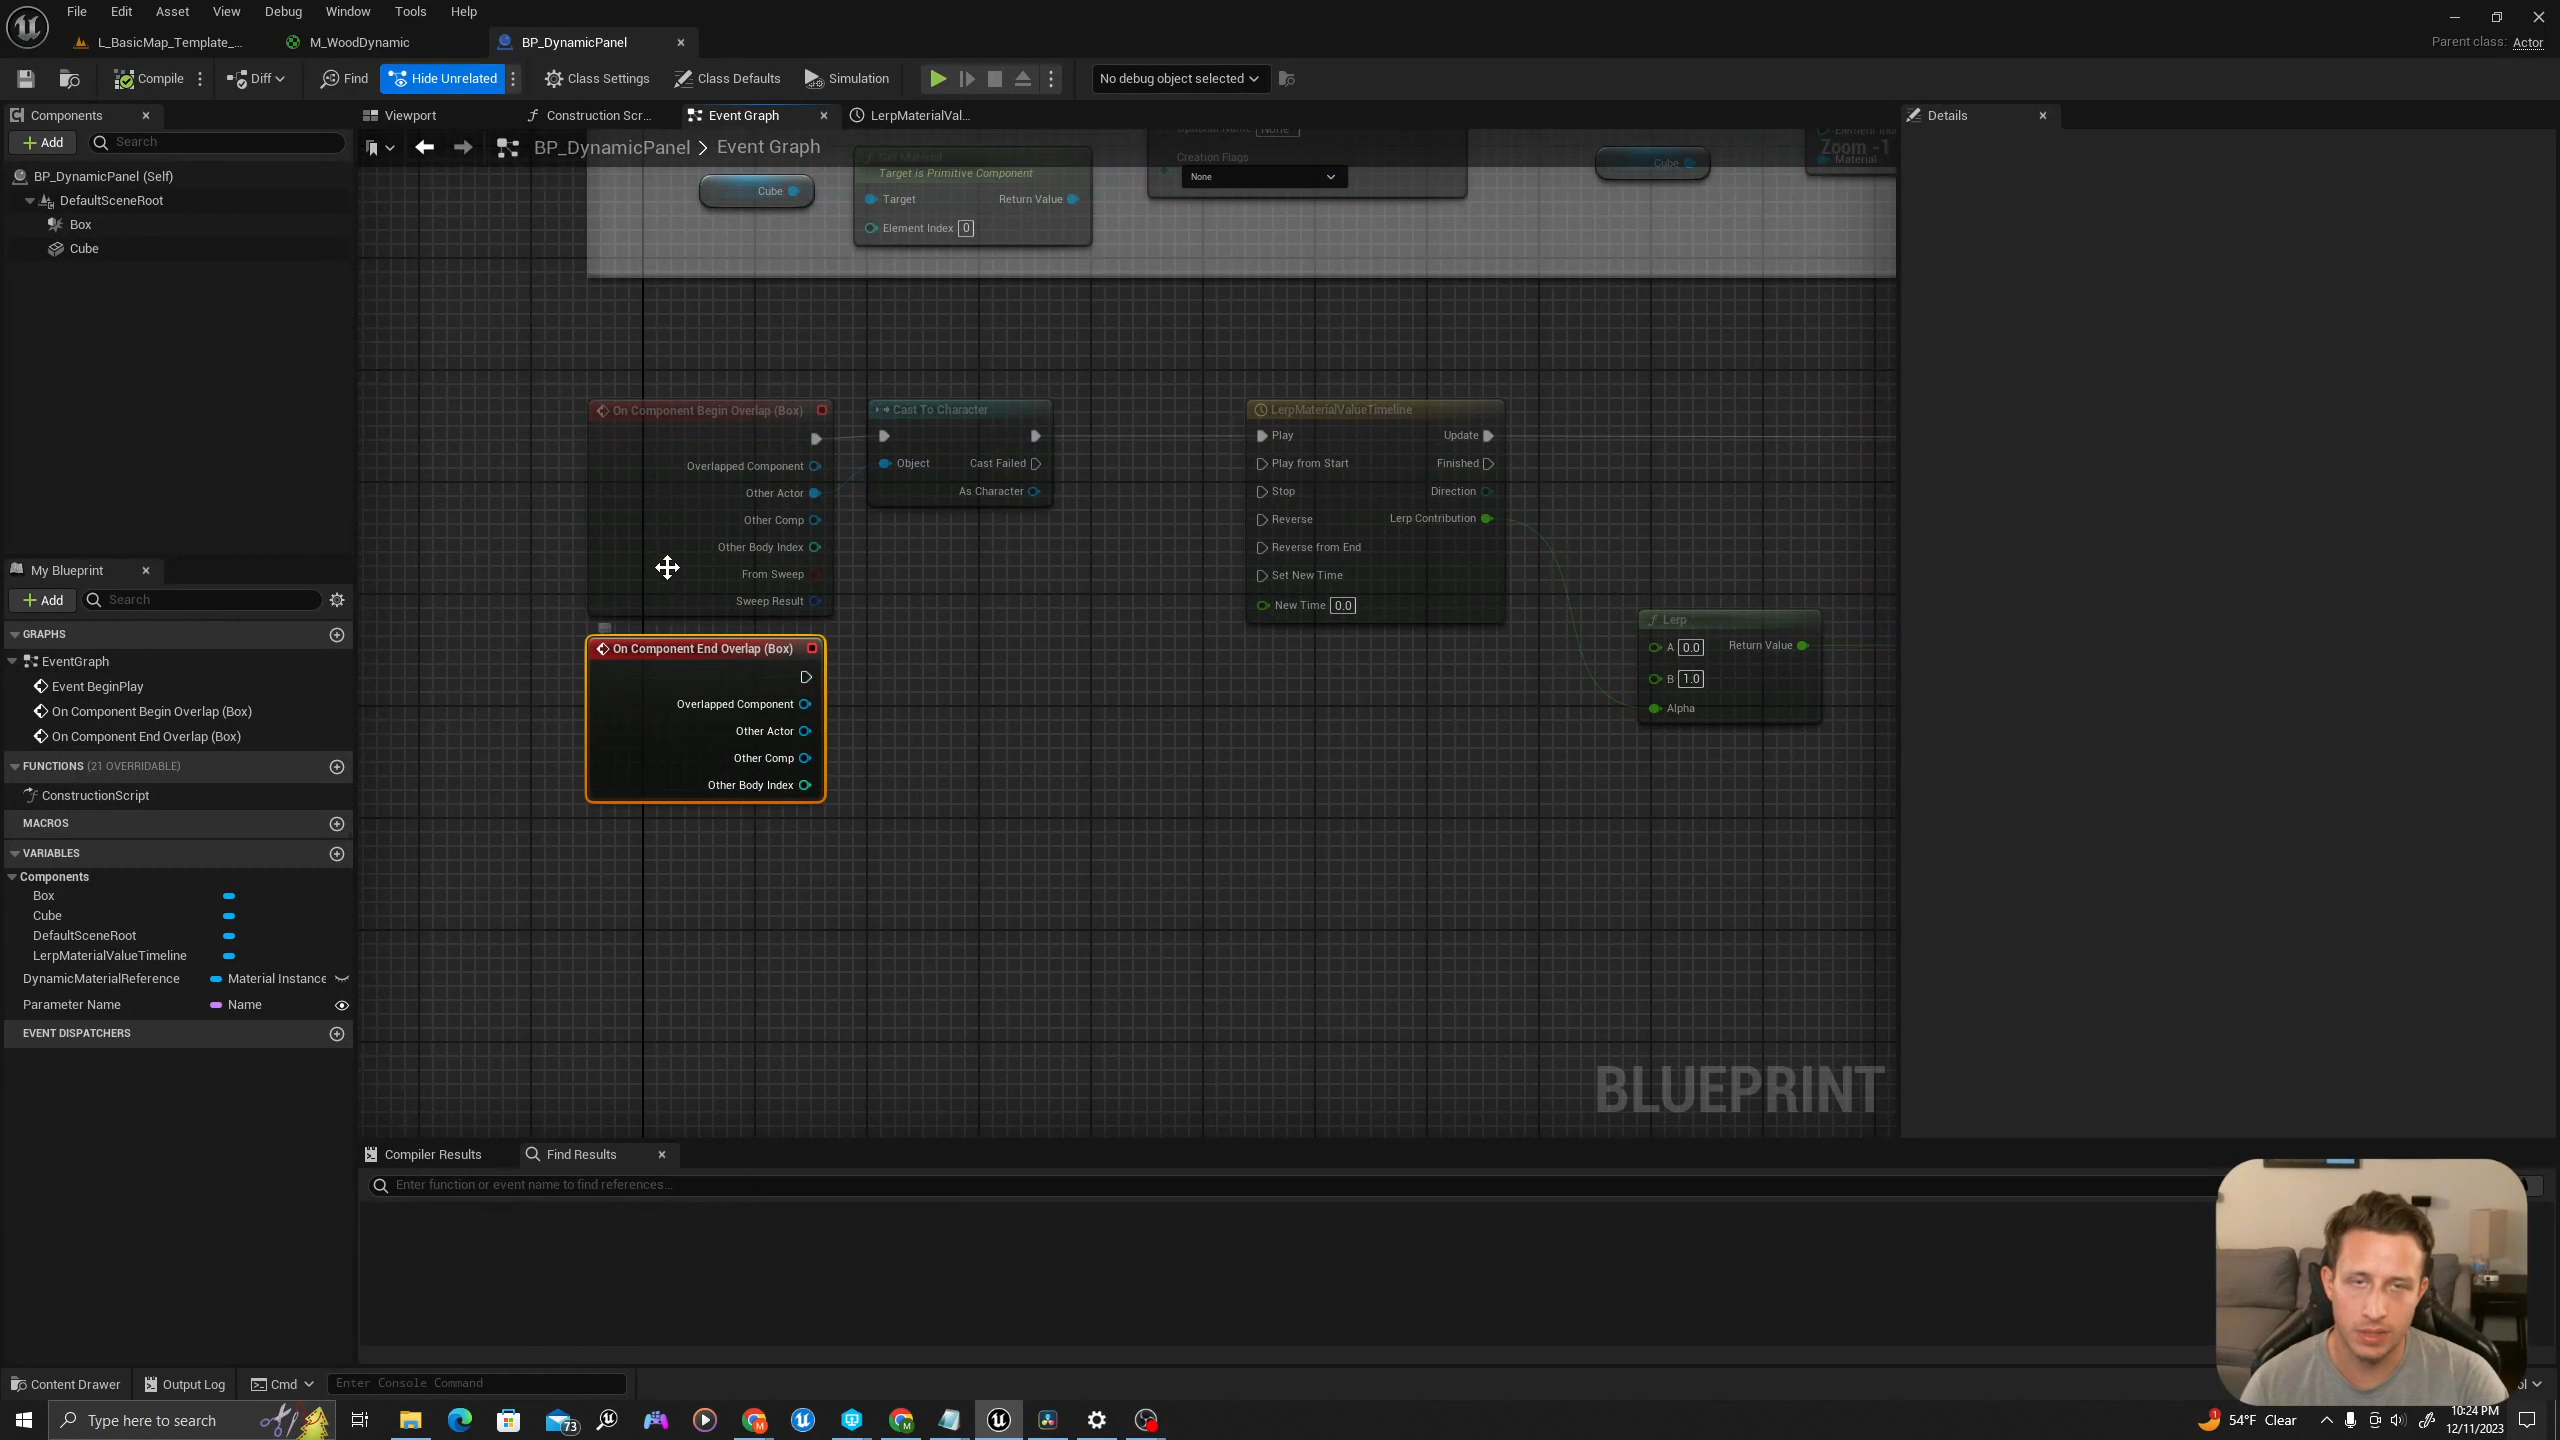 File Edit Asset View Debug Window Tools Help
L_BasicMap_Template_... M_WoodDynamic BP_DynamicPanel
Parent class: Actor
Compile Diff Find Hide Unrelated Class Settings Class Defaults Simulation No debug object selected
Components
Add Search
BP_DynamicPanel (Self)
DefaultSceneRoot
Box
Cube
Viewport Construction Scr... Event Graph LerpMaterialVal...
BP_DynamicPanel > Event Graph
Zoom -1
Cube
Get Material
Target is Primitive Component
Target Return Value
Element Index 0
Optional Name None
Creation Flags
None
Cube
Material
On Component Begin Overlap (Box)
Overlapped Component
Other Actor
Other Comp
Other Body Index
From Sweep
Sweep Result
Cast To Character
Object Cast Failed
As Character
LerpMaterialValueTimeline
Play Update
Play from Start Finished
Stop Direction
Reverse Lerp Contribution
Reverse from End
Set New Time
New Time 0.0
Lerp
A 0.0 Return Value
B 1.0
Alpha
On Component End Overlap (Box)
Overlapped Component
Other Actor
Other Comp
Other Body Index
BLUEPRINT
Details
My Blueprint
Add Search
GRAPHS
EventGraph
Event BeginPlay
On Component Begin Overlap (Box)
On Component End Overlap (Box)
FUNCTIONS (21 OVERRIDABLE)
ConstructionScript
MACROS
VARIABLES
Components
Box
Cube
DefaultSceneRoot
LerpMaterialValueTimeline
DynamicMaterialReference Material Instance
Parameter Name Name
EVENT DISPATCHERS
Compiler Results Find Results
Enter function or event name to find references...
Content Drawer Output Log Cmd Enter Console Command
Type here to search
73
1
54°F Clear
10:24 PM
12/11/2023